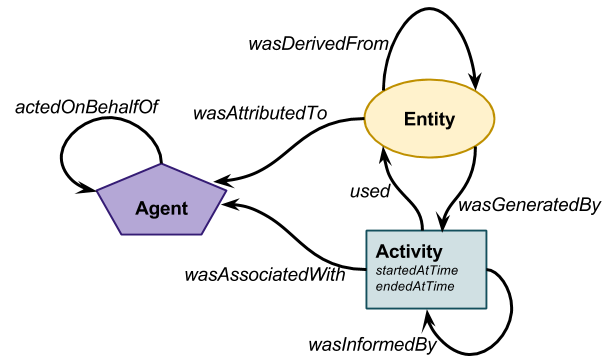 wasDerivedFrom
actedOnBehalfOf
wasAttributedTo
Entity
used
wasGeneratedBy
Agent
Activity
startedAtTime
endedAtTime
wasAssociatedWith
wasInformedBy